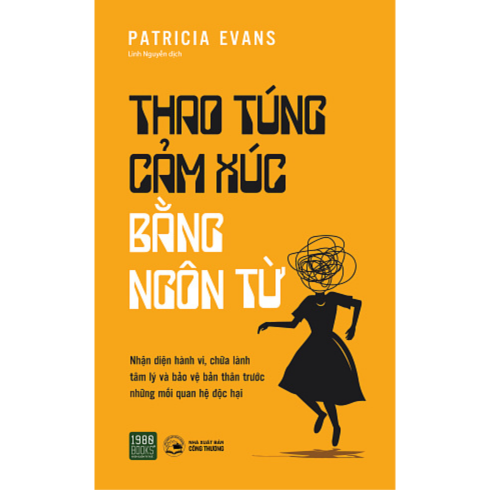 PATRICIA EVANS
Linh Nguyễn dịch
THAO TÚNG
CẢM XÚC
BẰNG
NGÔN TỪ
Nhận diện hành vi, chữa lành
tâm lý và bảo vệ bản thân trước
những mối quan hệ độc hại
1980
BOOKS
NHÀ XUẤT BẢN
CÔNG THƯƠNG